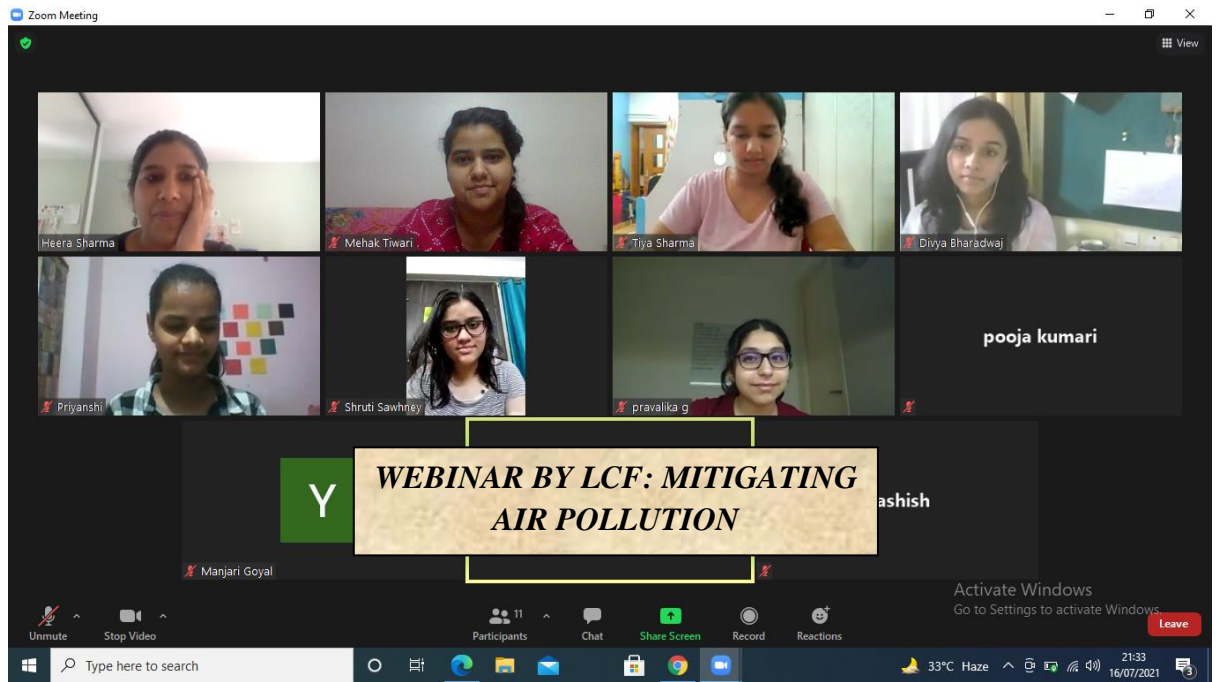 Zoom Meeting
View
Heera Sharma
Mehak Tiwari
Tiya Sharma
Divya Bharadwaj
Priyanshi
Shruti Sawhney
pravalika g
pooja kumari
Y
WEBINAR BY LCF: MITIGATING
AIR POLLUTION
ashish
Manjari Goyal
Activate Windows
Go to Settings to activate Windows.
Unmute
Stop Video
11
Participants
Chat
Share Screen
Record
Reactions
Leave
Type here to search
33°C Haze
21:33
16/07/2021
3